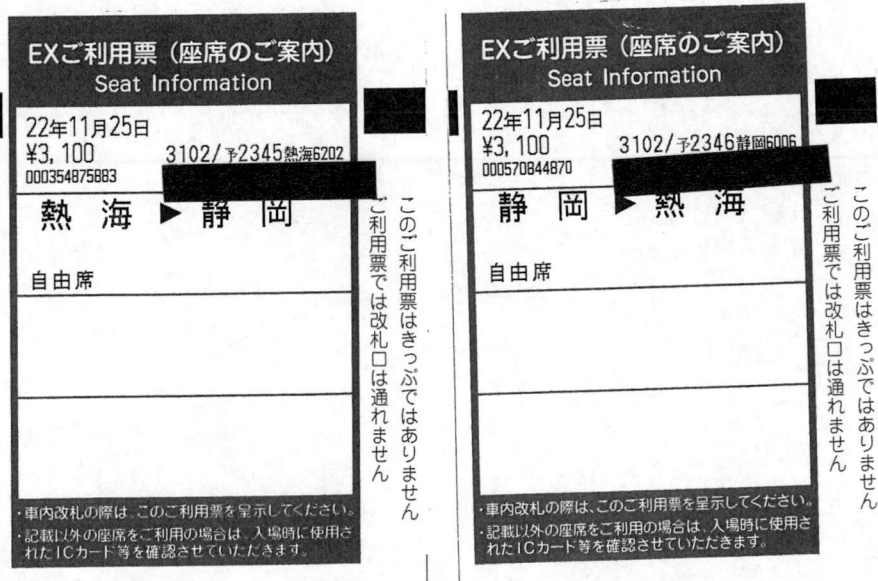 EXご利用票（座席のご案内）
Seat Information
22年11月25日
¥3,100 3102/予2345熱海6202
000354875883
熱海▶静岡
自由席
・車内改札の際は、このご利用票を呈示してください。
・記載以外の座席をご利用の場合は、入場時に使用さ
れたICカード等を確認させていただきます。
このご利用票はきっぷではありません
ご利用票では改札口は通れません
EXご利用票（座席のご案内）
Seat Information
22年11月25日
¥3,100 3102/予2346静岡6006
000570844870
静岡▶熱海
自由席
・車内改札の際は、このご利用票を呈示してください。
・記載以外の座席をご利用の場合は、入場時に使用さ
れたICカード等を確認させていただきます。
このご利用票はきっぷではありません
ご利用票では改札口は通れません